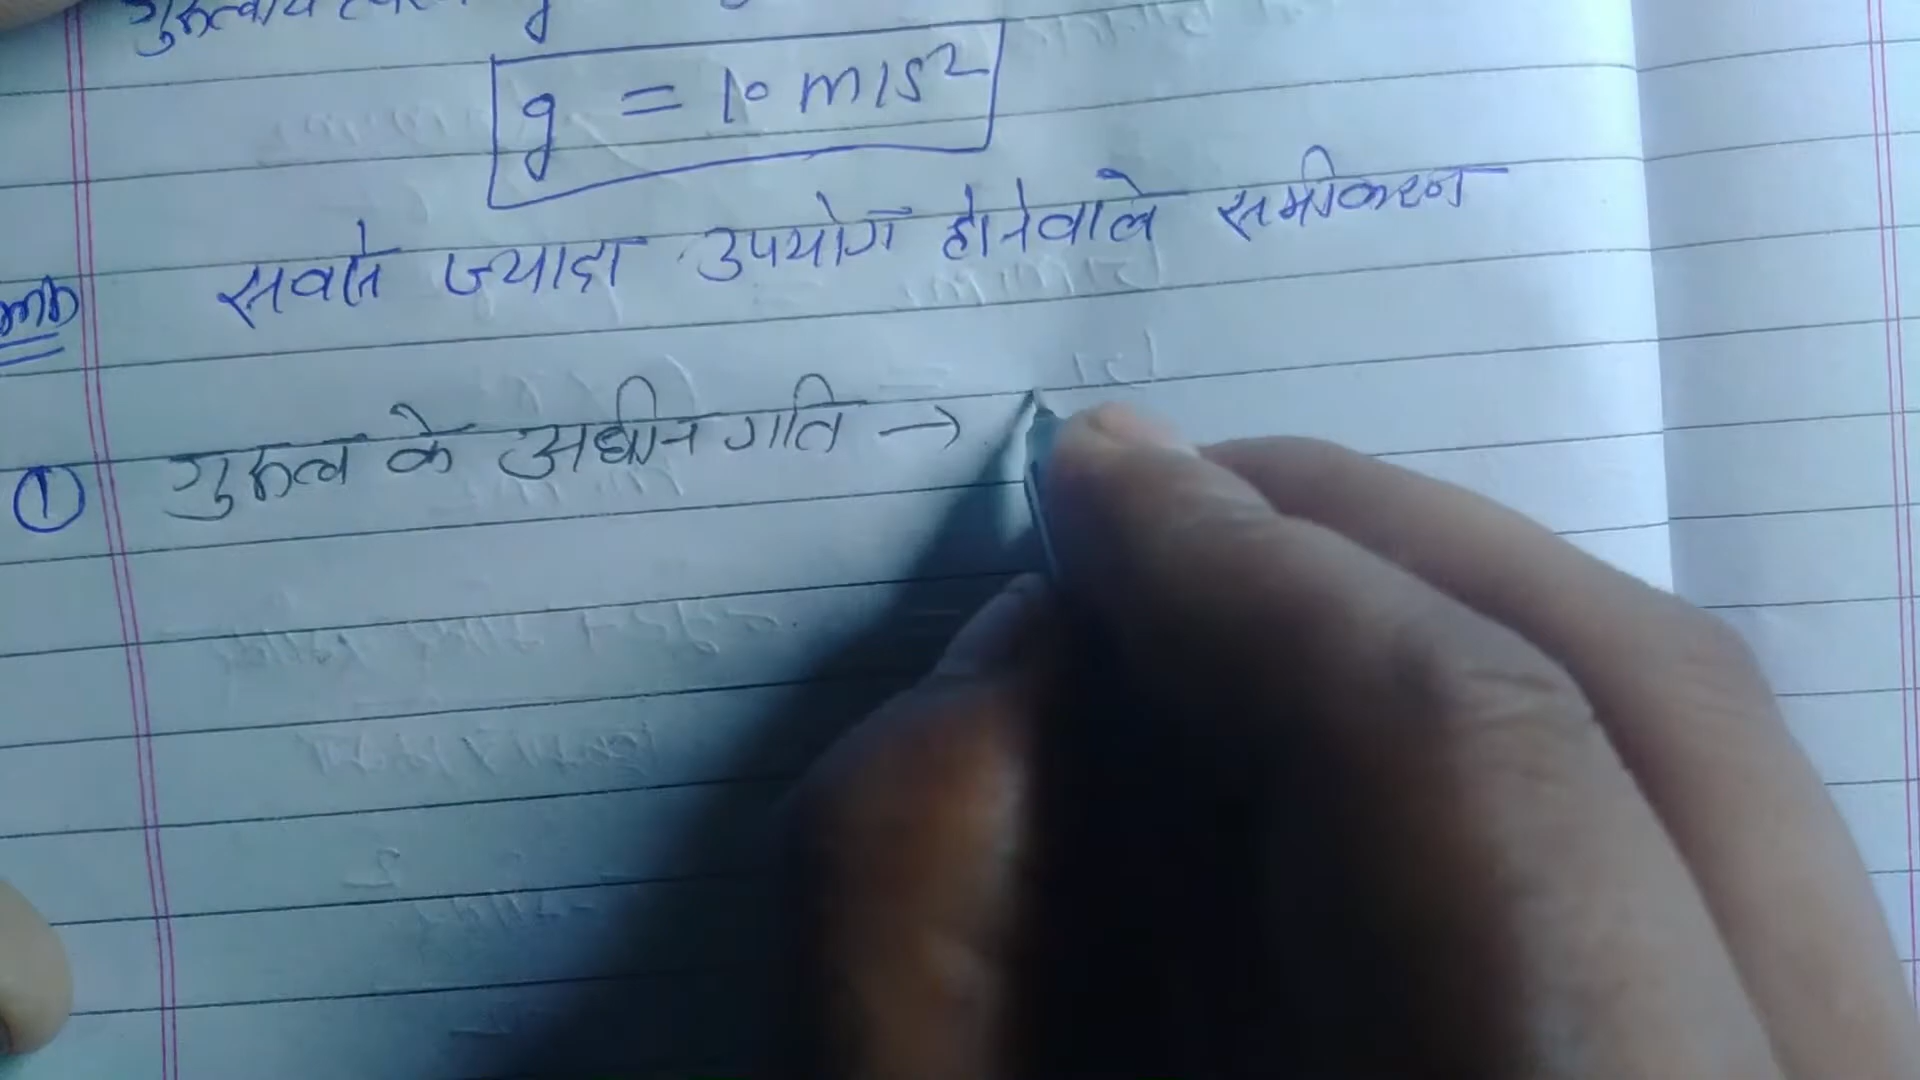 गुरुत्वीय
g = 10 m/s²
सबसे ज्यादा उपयोग होनेवाले समीकरण
① गुरुत्व के अधीन गति →